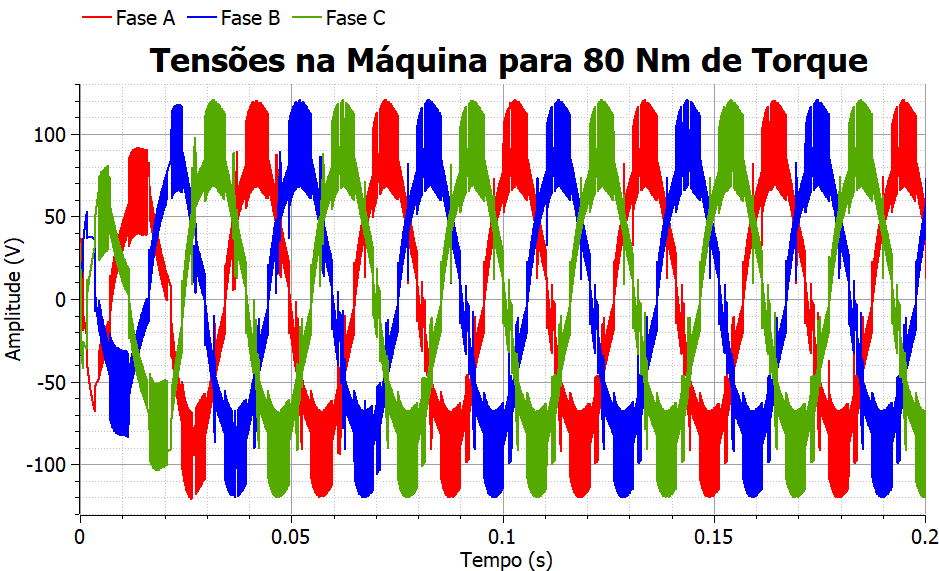 Fase A Fase B Fase C
Tensões na Máquina para 80 Nm de Torque
Amplitude (V)
100
50
0
-50
-100
0 0.05 0.1 0.15 0.2
Tempo (s)